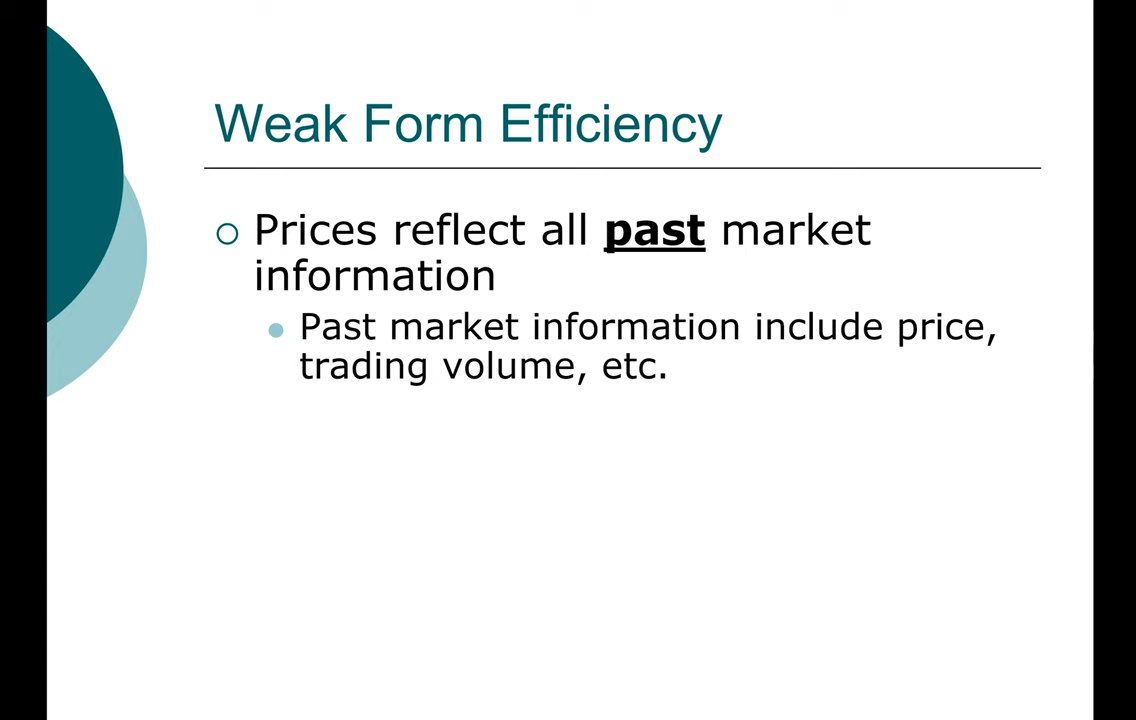 Weak Form Efficiency
Prices reflect all past market
information
Past market information include price,
trading volume, etc.